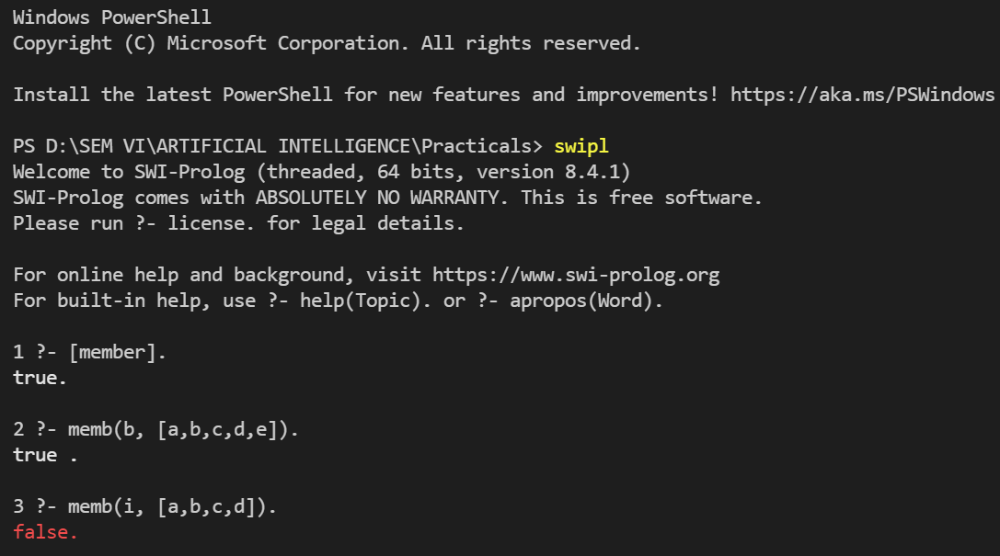 Windows PowerShell
Copyright (C) Microsoft Corporation. All rights reserved.
Install the latest PowerShell for new features and improvements! https://aka.ms/PSWindows
PS D:\SEM VI\ARTIFICIAL INTELLIGENCE\Practicals> swipl
Welcome to SWI-Prolog (threaded, 64 bits, version 8.4.1)
SWI-Prolog comes with ABSOLUTELY NO WARRANTY. This is free software.
Please run ?- license. for legal details.
For online help and background, visit https://www.swi-prolog.org
For built-in help, use ?- help(Topic). or ?- apropos(Word).
1 ?- [member].
true.
2 ?- memb(b, [a,b,c,d,e]).
true .
3 ?- memb(i, [a,b,c,d]).
false.